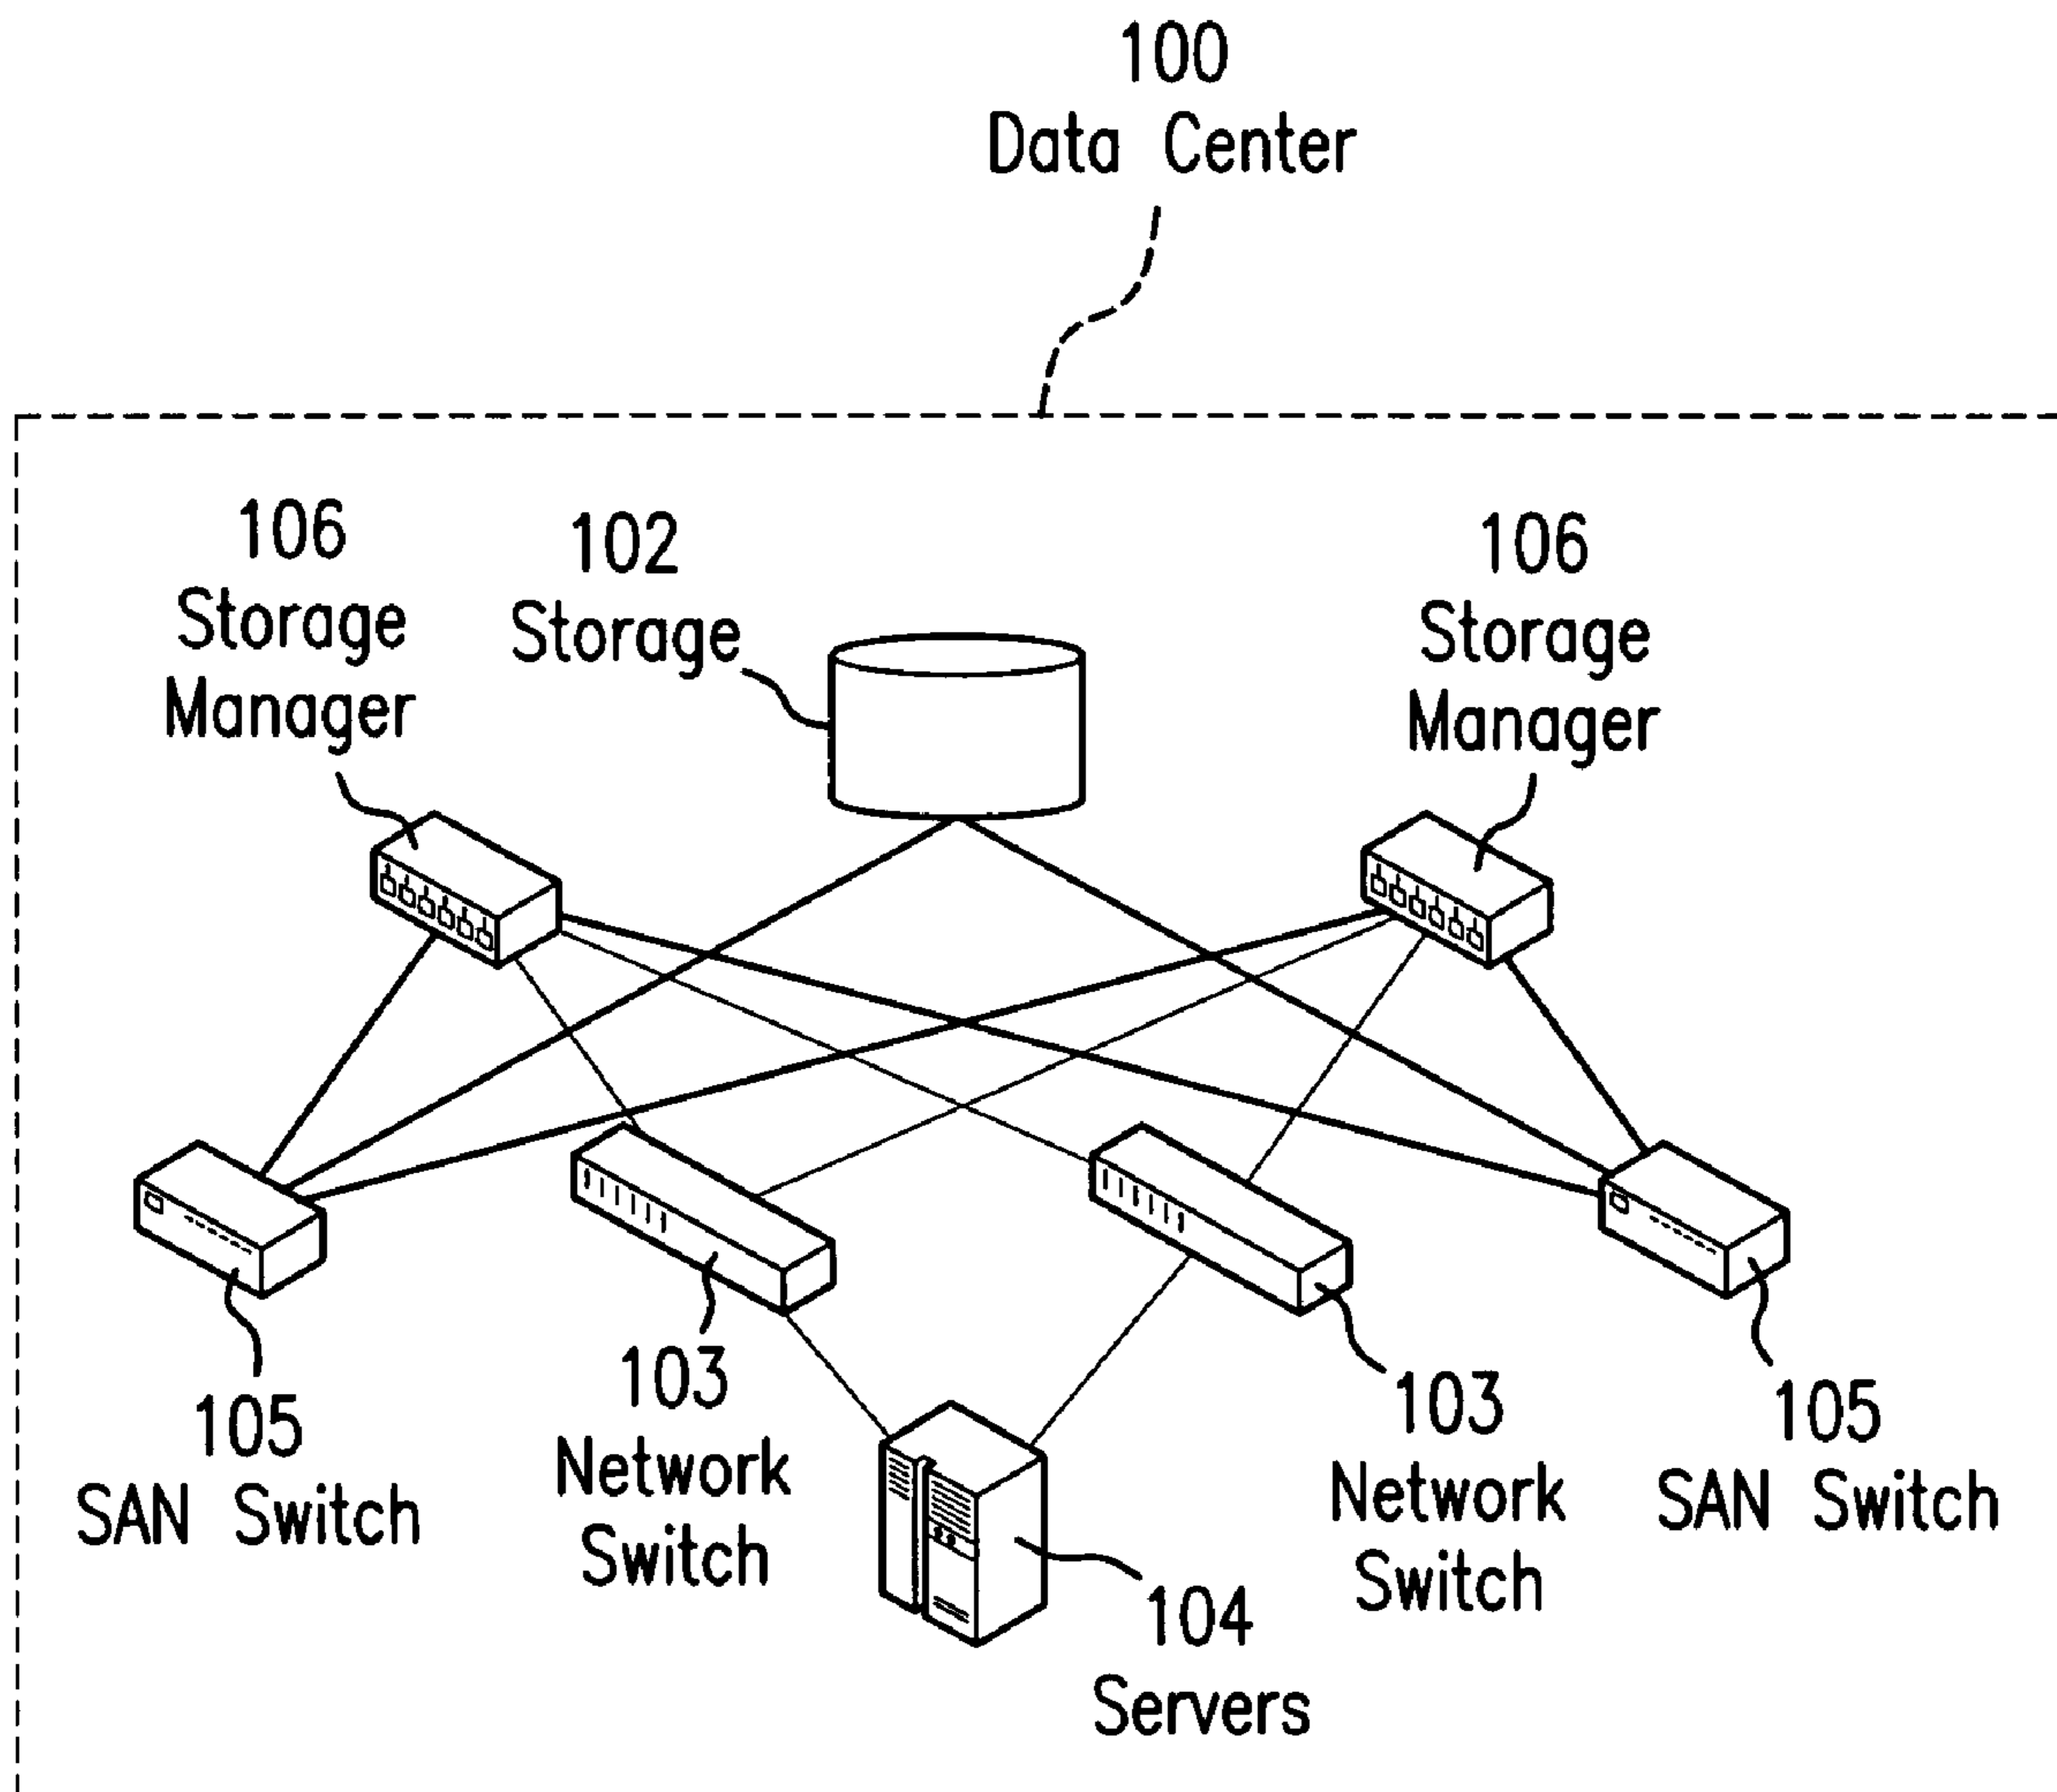 100
Data Center
106
Storage
Manager
102
Storage
106
Storage
Manager
105
SAN Switch
103
Network
Switch
104
Servers
103
Network
Switch
105
SAN Switch